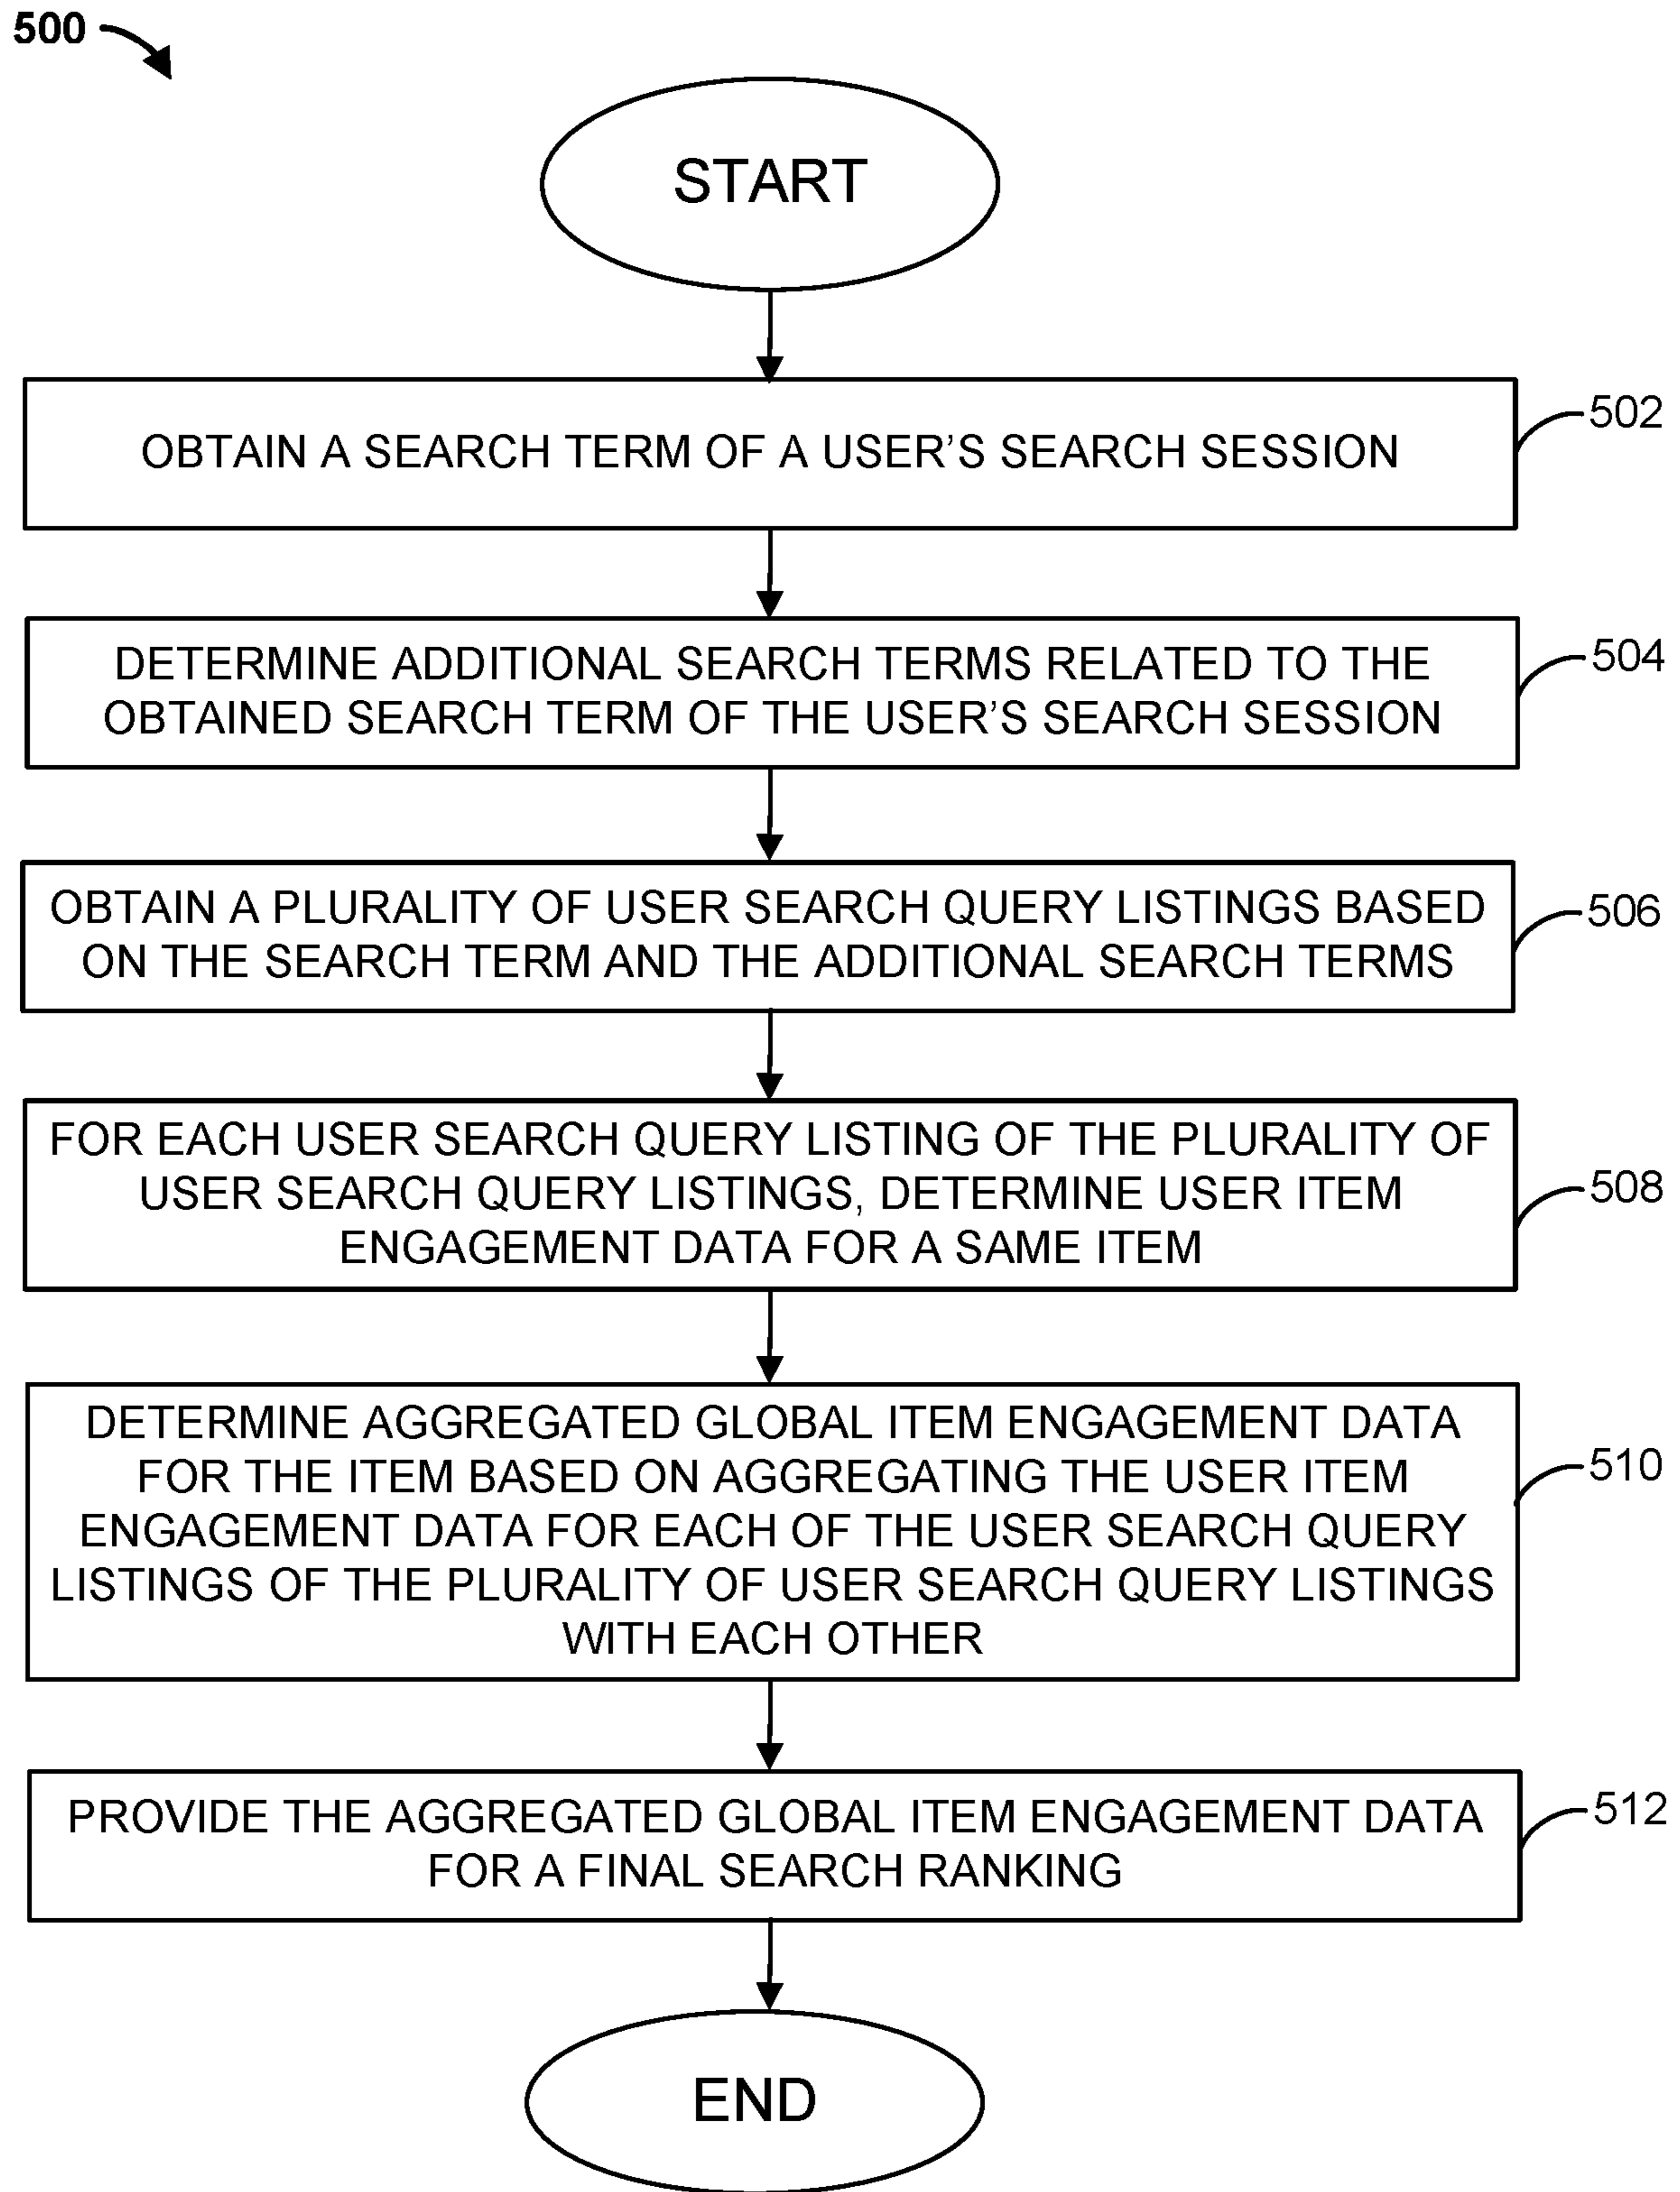 500
START
OBTAIN A SEARCH TERM OF A USER'S SEARCH SESSION
502
DETERMINE ADDITIONAL SEARCH TERMS RELATED TO THE
OBTAINED SEARCH TERM OF THE USER'S SEARCH SESSION
504
OBTAIN A PLURALITY OF USER SEARCH QUERY LISTINGS BASED
ON THE SEARCH TERM AND THE ADDITIONAL SEARCH TERMS
506
FOR EACH USER SEARCH QUERY LISTING OF THE PLURALITY OF
USER SEARCH QUERY LISTINGS, DETERMINE USER ITEM
ENGAGEMENT DATA FOR A SAME ITEM
508
DETERMINE AGGREGATED GLOBAL ITEM ENGAGEMENT DATA
FOR THE ITEM BASED ON AGGREGATING THE USER ITEM
ENGAGEMENT DATA FOR EACH OF THE USER SEARCH QUERY
LISTINGS OF THE PLURALITY OF USER SEARCH QUERY LISTINGS
WITH EACH OTHER
510
PROVIDE THE AGGREGATED GLOBAL ITEM ENGAGEMENT DATA
FOR A FINAL SEARCH RANKING
512
END